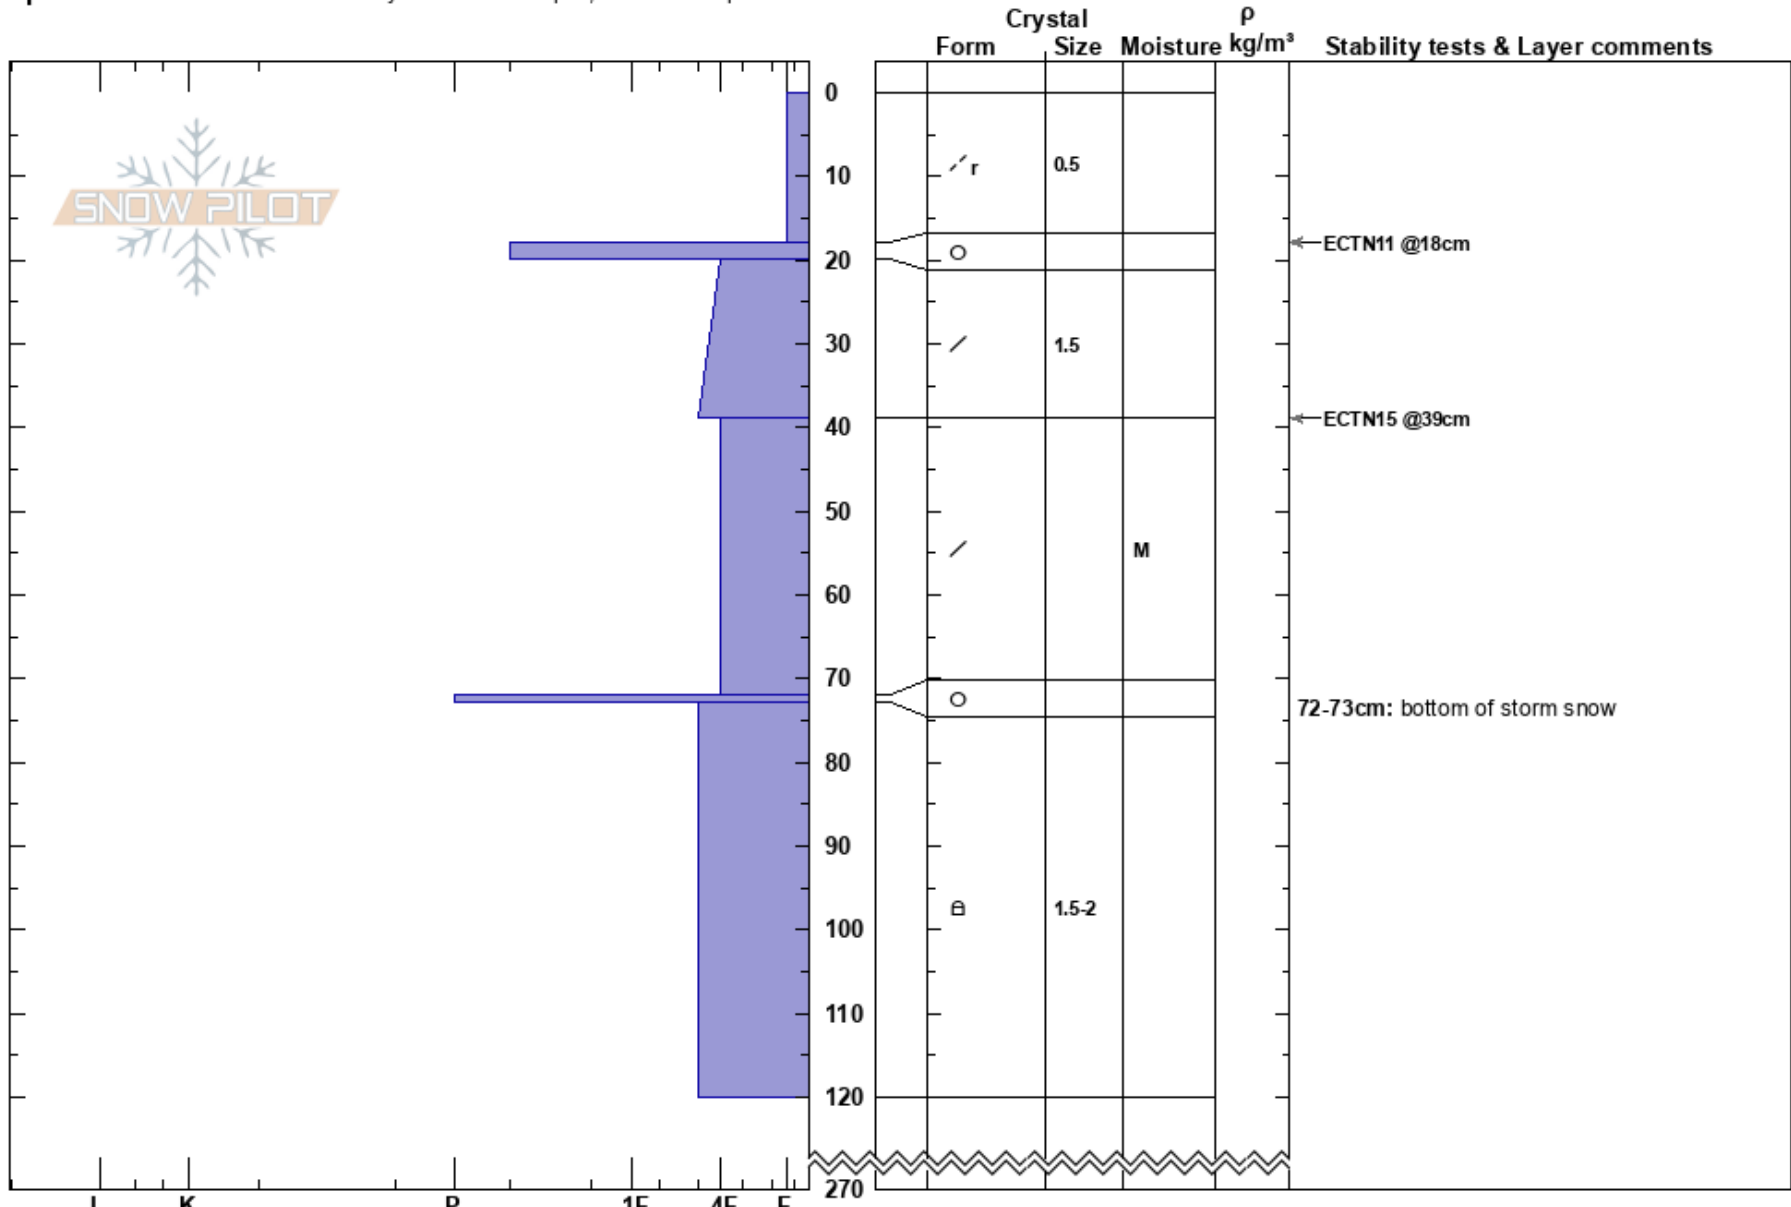 Crystal
ρ
Form Size Moisture kg/m³ Stability tests & Layer comments
0
SNOW PILOT
r 0.5
10
ECTN11 @18cm
20
30 1.5
40 ECTN15 @39cm
50
M
60
70
72-73cm: bottom of storm snow
80
90
1.5-2
100
110
120
270
I K P 1F 4F F